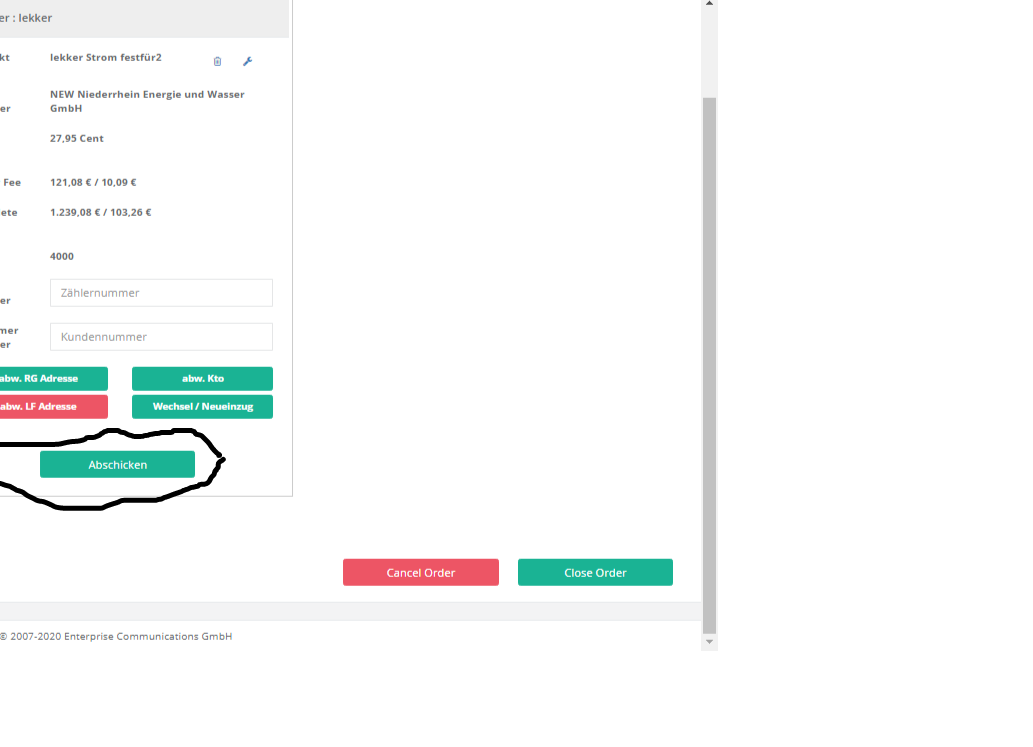 er : lekker
kt lekker Strom festfür2
NEW Niederrhein Energie und Wasser
er GmbH
27,95 Cent
Fee 121,08 € / 10,09 €
ete 1.239,08 € / 103,26 €
4000
Zählernummer
er
mer Kundennummer
er
abw. RG Adresse abw. Kto
abw. LF Adresse Wechsel / Neueinzug
Abschicken
Cancel Order Close Order
© 2007-2020 Enterprise Communications GmbH